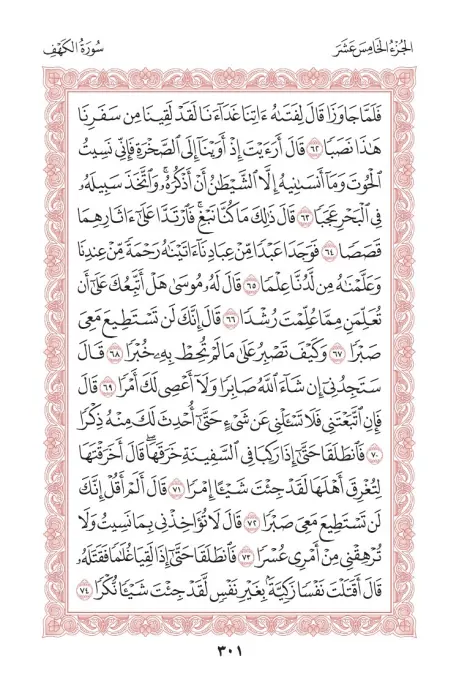 الجُزْءُ الخَامِسَ عَشَرَ
سُورَةُ الكَهْفِ
فَلَمَّا جَاوَزَا قَالَ لِفَتَىٰهُ ءَاتِنَا غَدَآءَنَا لَقَدْ لَقِينَا مِن سَفَرِنَا
هَٰذَا نَصَبًا ٦٢ قَالَ أَرَءَيْتَ إِذْ أَوَيْنَآ إِلَى ٱلصَّخْرَةِ فَإِنِّى نَسِيتُ
ٱلْحُوتَ وَمَآ أَنسَىٰنِيهُ إِلَّا ٱلشَّيْطَٰنُ أَنْ أَذْكُرَهُۥ وَٱتَّخَذَ سَبِيلَهُۥ
فِى ٱلْبَحْرِ عَجَبًا ٦٣ قَالَ ذَٰلِكَ مَا كُنَّا نَبْغِ ۚ فَٱرْتَدَّا عَلَىٰٓ ءَاثَارِهِمَا
قَصَصًا ٦٤ فَوَجَدَا عَبْدًا مِّنْ عِبَادِنَآ ءَاتَيْنَٰهُ رَحْمَةً مِّنْ عِندِنَا
وَعَلَّمْنَٰهُ مِن لَّدُنَّا عِلْمًا ٦٥ قَالَ لَهُۥ مُوسَىٰ هَلْ أَتَّبِعُكَ عَلَىٰٓ أَن
تُعَلِّمَنِ مِمَّا عُلِّمْتَ رُشْدًا ٦٦ قَالَ إِنَّكَ لَن تَسْتَطِيعَ مَعِىَ
صَبْرًا ٦٧ وَكَيْفَ تَصْبِرُ عَلَىٰ مَا لَمْ تُحِطْ بِهِۦ خُبْرًا ٦٨ قَالَ
سَتَجِدُنِىٓ إِن شَآءَ ٱللَّهُ صَابِرًا وَلَآ أَعْصِى لَكَ أَمْرًا ٦٩ قَالَ
فَإِنِ ٱتَّبَعْتَنِى فَلَا تَسْـَٔلْنِى عَن شَىْءٍ حَتَّىٰٓ أُحْدِثَ لَكَ مِنْهُ ذِكْرًا
٧٠ فَٱنطَلَقَا حَتَّىٰٓ إِذَا رَكِبَا فِى ٱلسَّفِينَةِ خَرَقَهَا ۖ قَالَ أَخَرَقْتَهَا
لِتُغْرِقَ أَهْلَهَا لَقَدْ جِئْتَ شَيْـًٔا إِمْرًا ٧١ قَالَ أَلَمْ أَقُلْ إِنَّكَ
لَن تَسْتَطِيعَ مَعِىَ صَبْرًا ٧٢ قَالَ لَا تُؤَاخِذْنِى بِمَا نَسِيتُ وَلَا
تُرْهِقْنِى مِنْ أَمْرِى عُسْرًا ٧٣ فَٱنطَلَقَا حَتَّىٰٓ إِذَا لَقِيَا غُلَٰمًا فَقَتَلَهُۥ
قَالَ أَقَتَلْتَ نَفْسًا زَكِيَّةًۢ بِغَيْرِ نَفْسٍ لَّقَدْ جِئْتَ شَيْـًٔا نُّكْرًا ٧٤
٣٠١